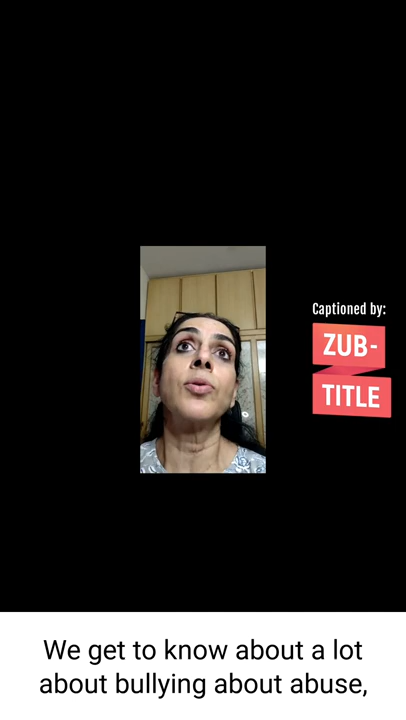 Captioned by:
ZUB-
TITLE
We get to know about a lot
about bullying about abuse,